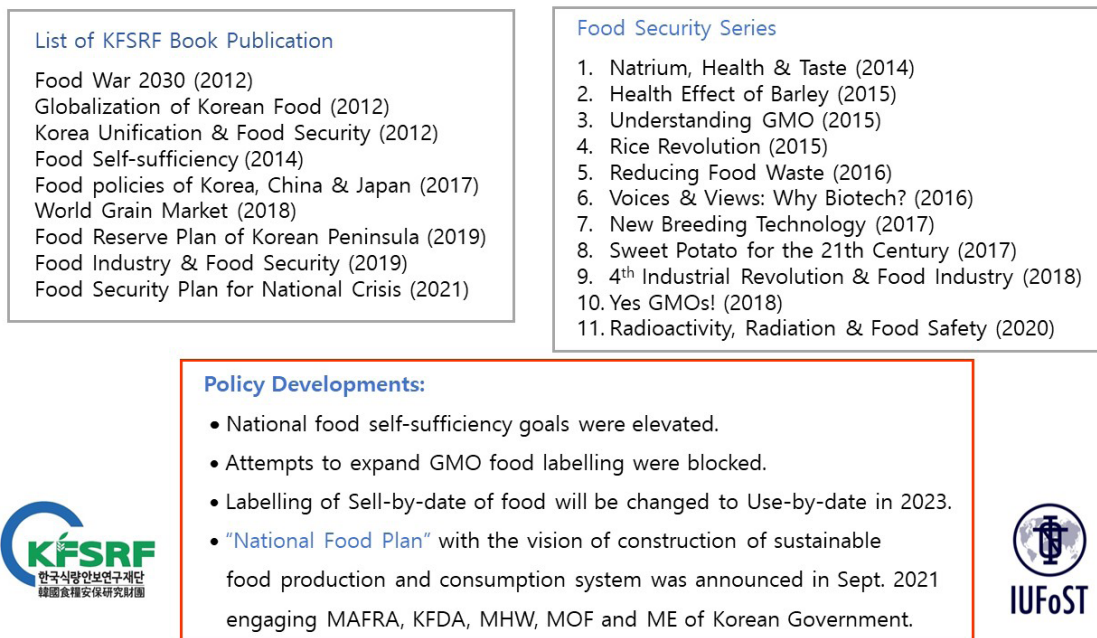 List of KFSRF Book Publication
Food War 2030 (2012)
Globalization of Korean Food (2012)
Korea Unification & Food Security (2012)
Food Self-sufficiency (2014)
Food policies of Korea, China & Japan (2017)
World Grain Market (2018)
Food Reserve Plan of Korean Peninsula (2019)
Food Industry & Food Security (2019)
Food Security Plan for National Crisis (2021)
Food Security Series
1. Natrium, Health & Taste (2014)
2. Health Effect of Barley (2015)
3. Understanding GMO (2015)
4. Rice Revolution (2015)
5. Reducing Food Waste (2016)
6. Voices & Views: Why Biotech? (2016)
7. New Breeding Technology (2017)
8. Sweet Potato for the 21th Century (2017)
9. 4th Industrial Revolution & Food Industry (2018)
10. Yes GMOs! (2018)
11. Radioactivity, Radiation & Food Safety (2020)
Policy Developments:
• National food self-sufficiency goals were elevated.
• Attempts to expand GMO food labelling were blocked.
• Labelling of Sell-by-date of food will be changed to Use-by-date in 2023.
• “National Food Plan” with the vision of construction of sustainable
food production and consumption system was announced in Sept. 2021
engaging MAFRA, KFDA, MHW, MOF and ME of Korean Government.
KFSRF
한국식량안보연구재단
韓國食糧安保硏究財團
IUFoST